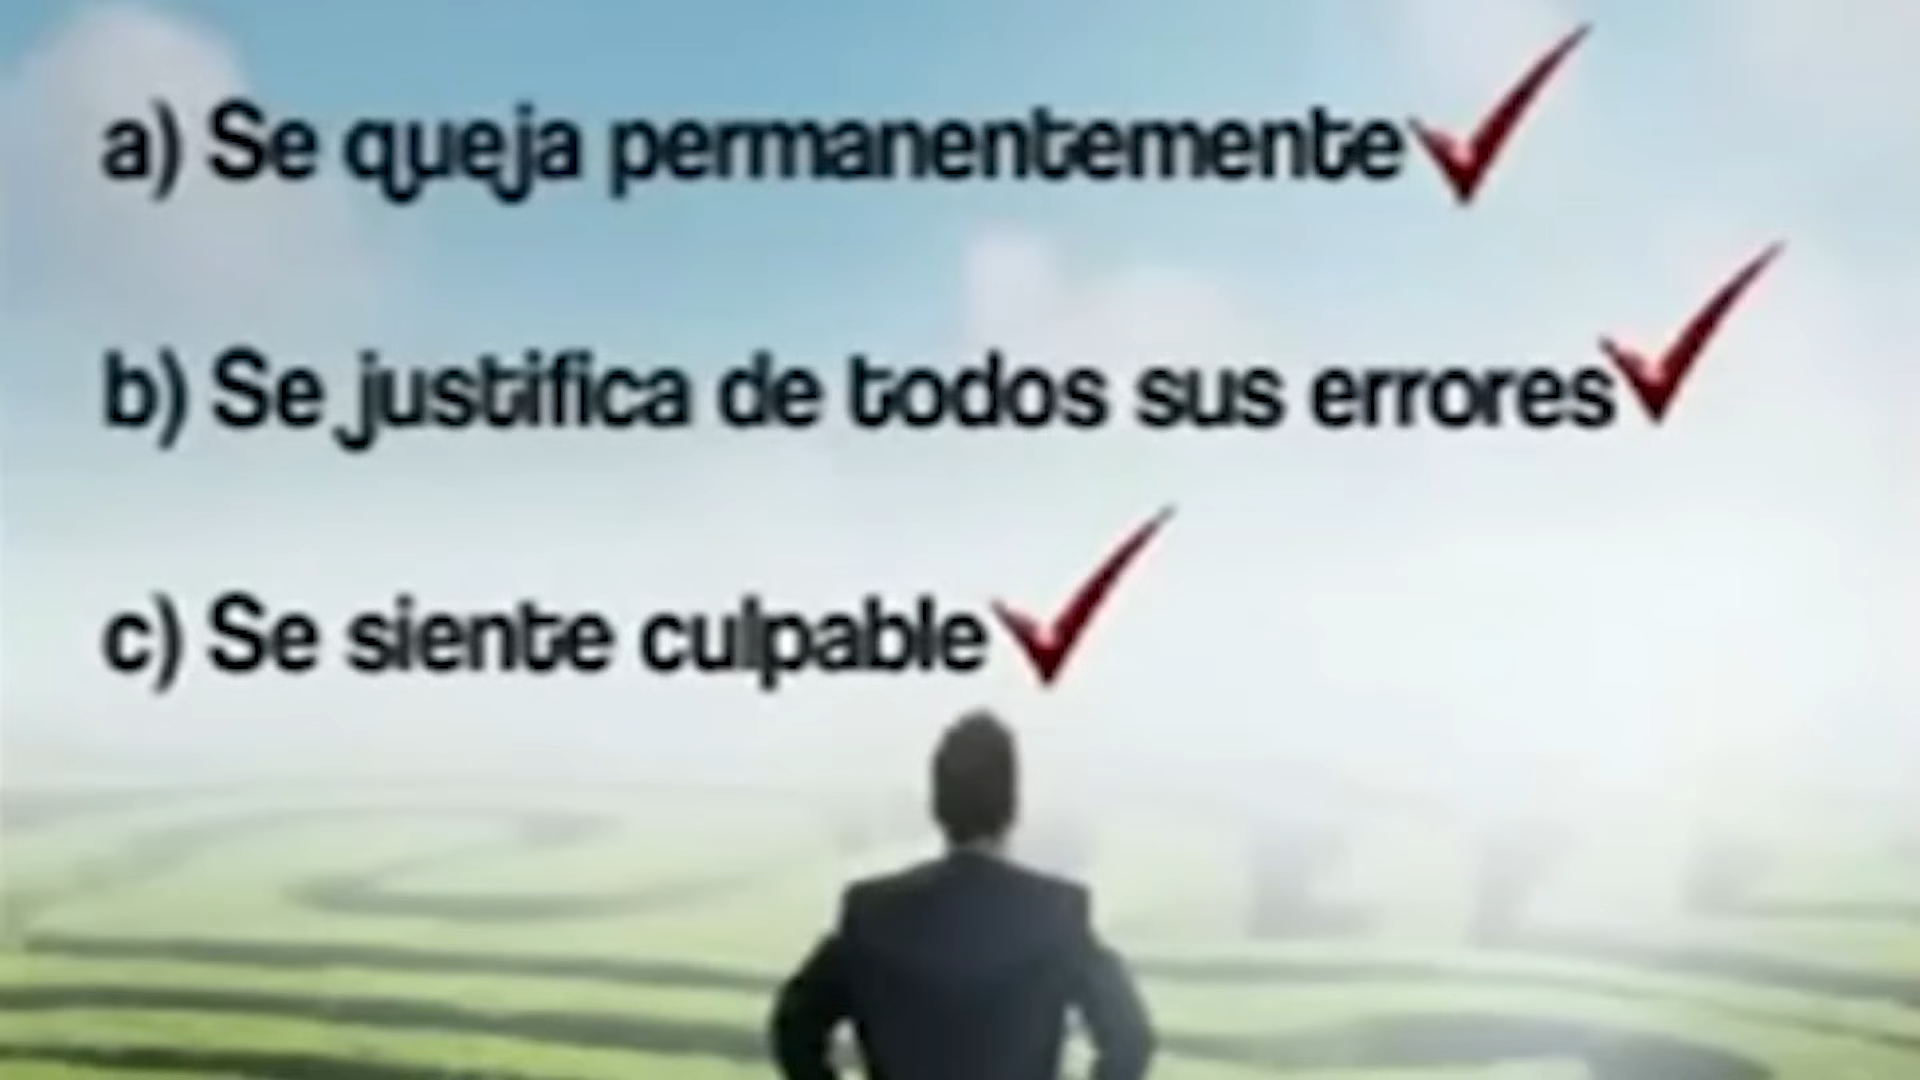 a) Se queja permanentemente
b) Se justifica de todos sus errores
c) Se siente culpable